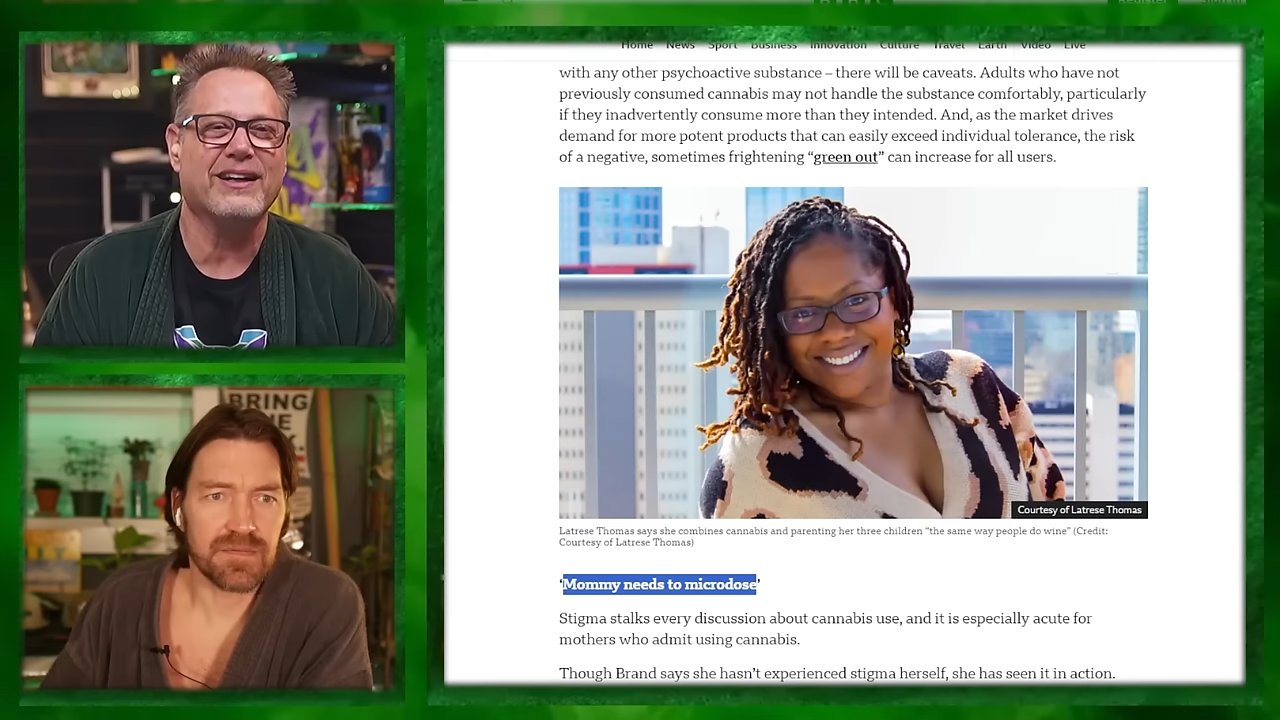 BRING
Home News Sport Business Innovation Culture Travel Earth Video Live
with any other psychoactive substance – there will be caveats. Adults who have not
previously consumed cannabis may not handle the substance comfortably, particularly
if they inadvertently consume more than they intended. And, as the market drives
demand for more potent products that can easily exceed individual tolerance, the risk
of a negative, sometimes frightening “green out” can increase for all users.
Courtesy of Latrese Thomas
Latrese Thomas says she combines cannabis and parenting her three children “the same way people do wine” (Credit:
Courtesy of Latrese Thomas)
'Mommy needs to microdose'
Stigma stalks every discussion about cannabis use, and it is especially acute for
mothers who admit using cannabis.
Though Brand says she hasn’t experienced stigma herself, she has seen it in action.